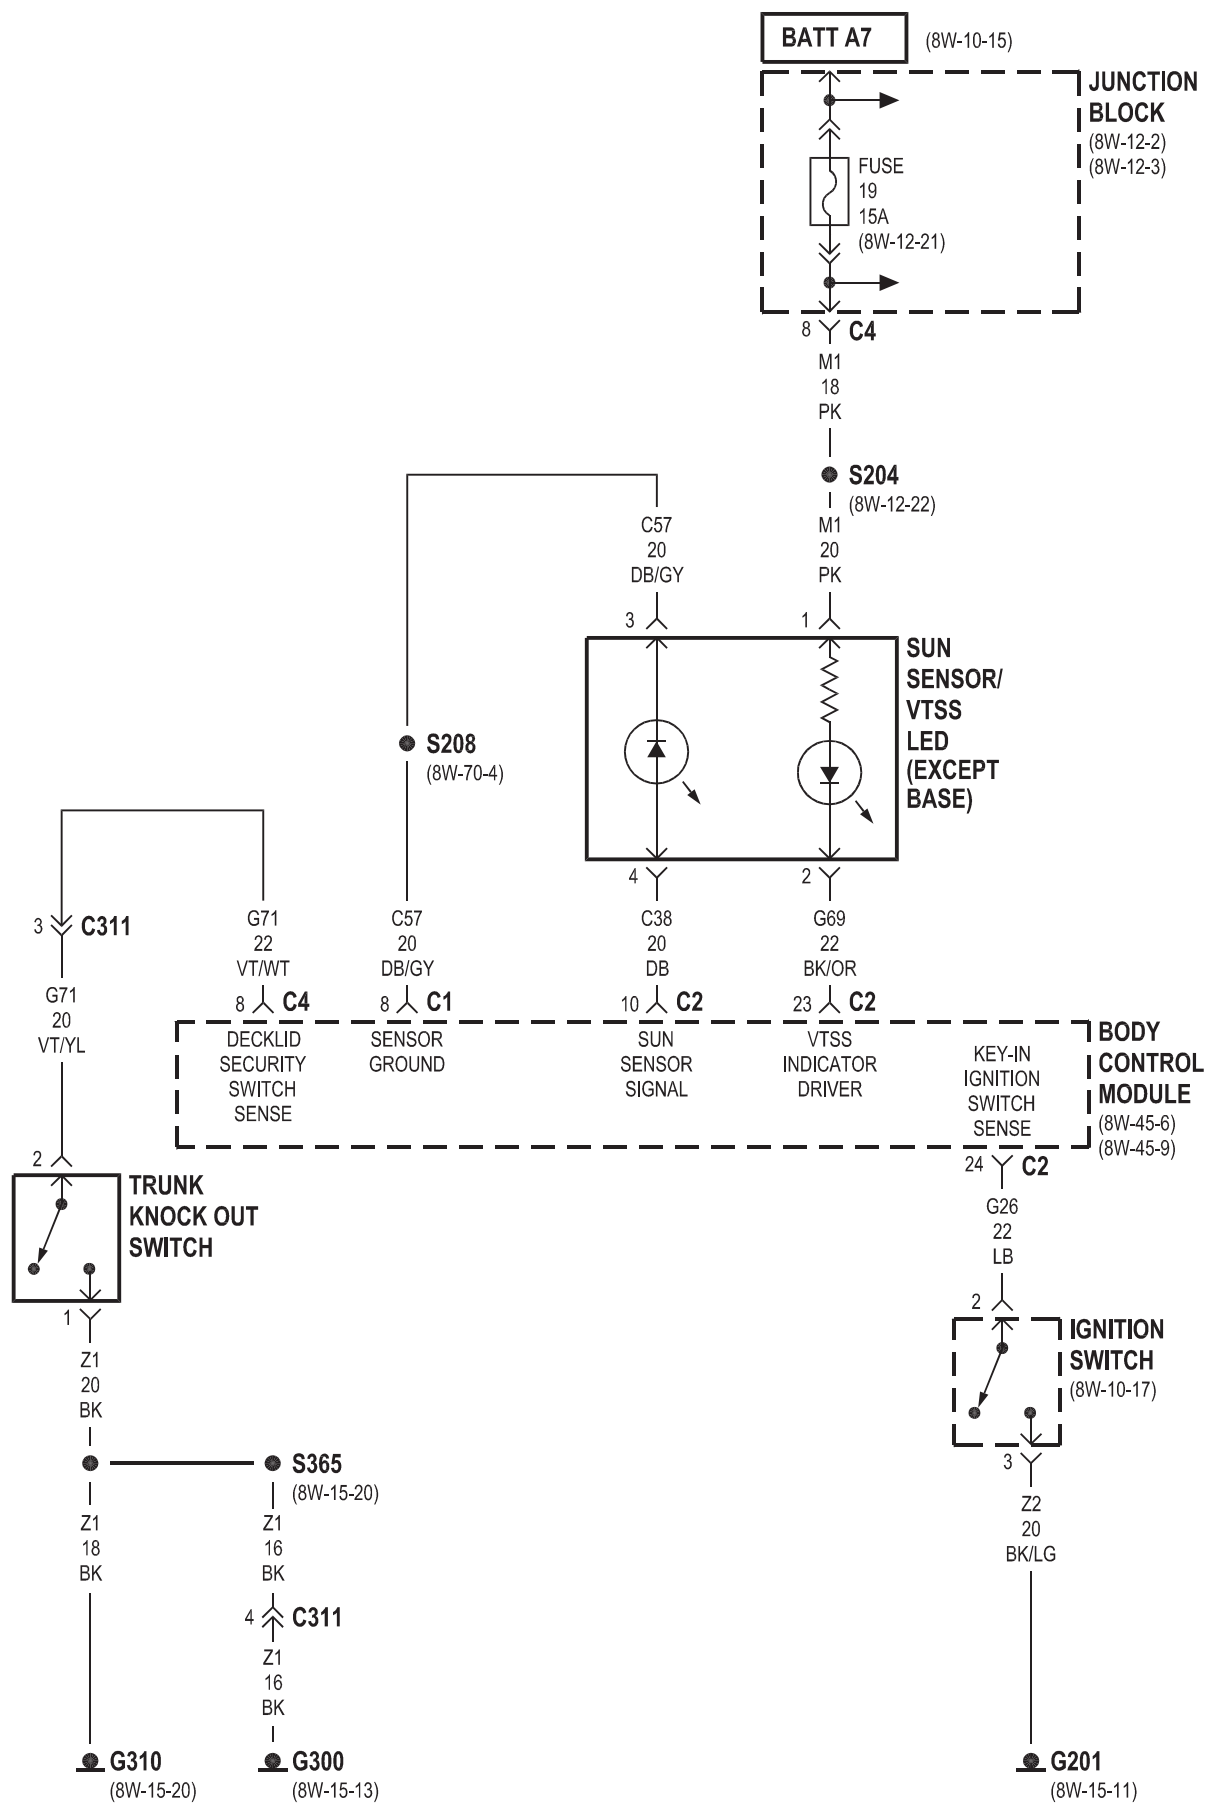 BATT A7
(8W-10-15)
JUNCTION
BLOCK
(8W-12-2)
(8W-12-3)
FUSE
19
15A
(8W-12-21)
8
C4
M1
18
PK
S204
(8W-12-22)
C57
20
DB/GY
M1
20
PK
3
1
SUN
SENSOR/
VTSS
LED
(EXCEPT
BASE)
S208
(8W-70-4)
4
2
3
C311
G71
22
VT/WT
C57
20
DB/GY
C38
20
DB
G69
22
BK/OR
G71
20
VT/YL
8
C4
8
C1
10
C2
23
C2
DECKLID
SECURITY
SWITCH
SENSE
SENSOR
GROUND
SUN
SENSOR
SIGNAL
VTSS
INDICATOR
DRIVER
KEY-IN
IGNITION
SWITCH
SENSE
BODY
CONTROL
MODULE
(8W-45-6)
(8W-45-9)
2
TRUNK
KNOCK OUT
SWITCH
24
C2
G26
22
LB
1
2
IGNITION
SWITCH
(8W-10-17)
Z1
20
BK
3
S365
(8W-15-20)
Z1
18
BK
Z1
16
BK
Z2
20
BK/LG
4
C311
Z1
16
BK
G310
(8W-15-20)
G300
(8W-15-13)
G201
(8W-15-11)